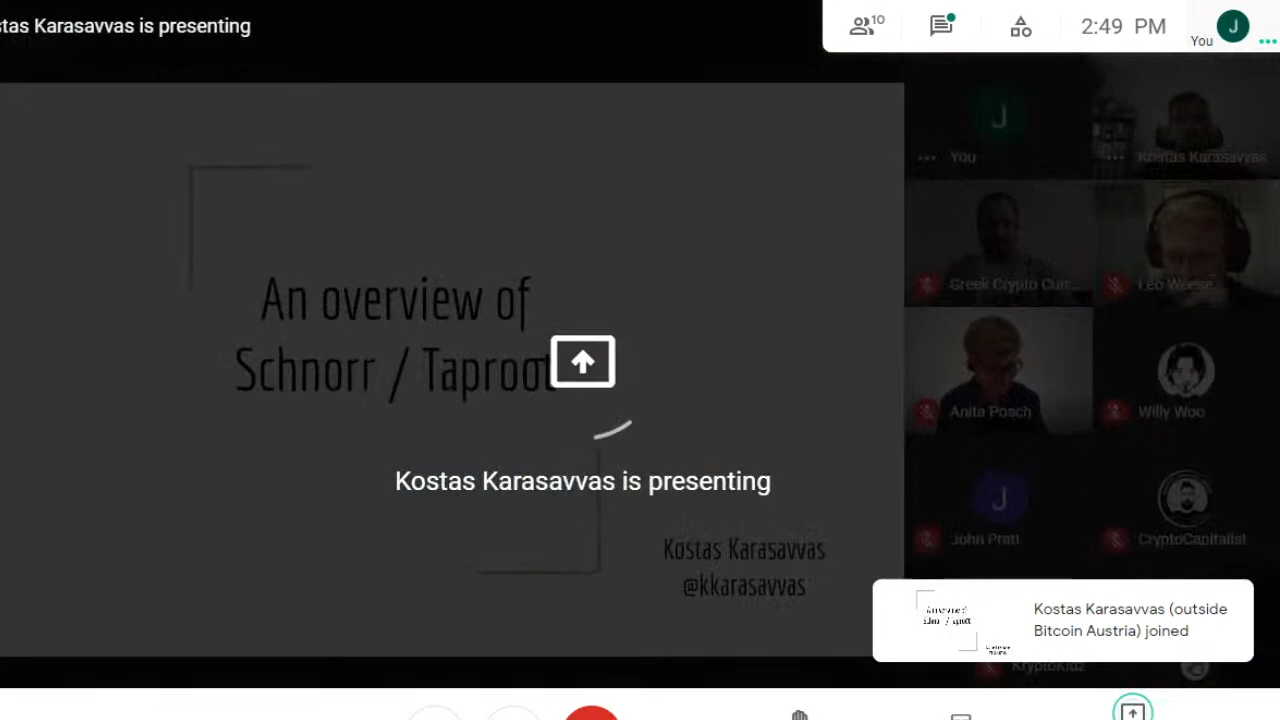 stas Karasavvas is presenting
10
2:49 PM
You
J
An overview of
Schnorr / Taproot
Kostas Karasavvas is presenting
Kostas Karasavvas
@kkarasavvas
J
You
Kostas Karasavvas
Greek Crypto Curr...
Leo Weese
Anita Posch
Willy Woo
J
John Pratt
CryptoCapitalist
Kostas Karasavvas (outside
Bitcoin Austria) joined
KryptoKidz